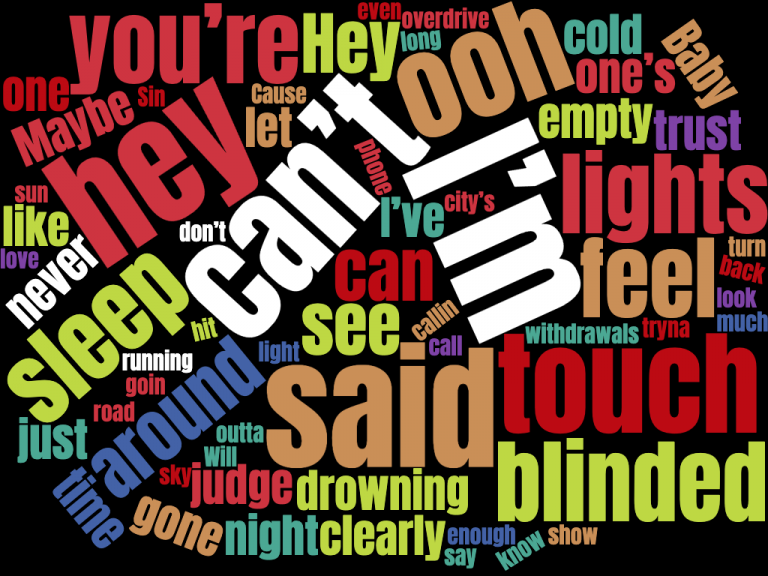 even
overdrive
you're
Hey
long
ooh
cold
Baby
one's
one
Sin
Cause
Maybe
let
hey
can't
phone
I'm
empty
trust
lights
sun
like
love
never
don't
I've
city's
can
feel
turn
back
look
much
sleep
hit
see
callin
call
withdrawals
tryna
running
goin
light
around
said
touch
road
just
outta
will
blinded
time
sky
judge
drowning
gone
night
clearly
enough
say
know
show